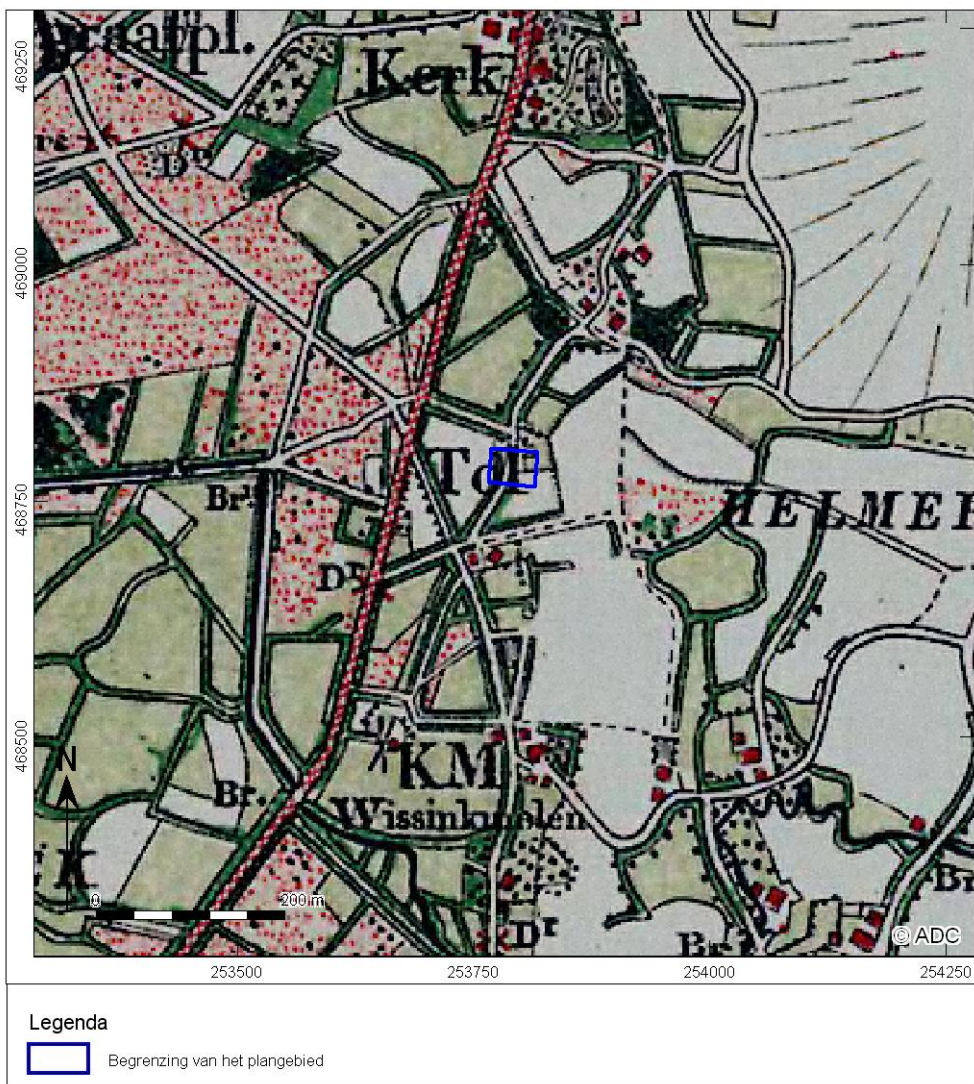 Kerk
469250
469000
468750
468500
Tol
HELMER
Br.
Dr
KM
Wissinkmolen
Br.
K
N
0 200 m
Dr
Br.
© ADC
253500 253750 254000 254250
Legenda
Begrenzing van het plangebied